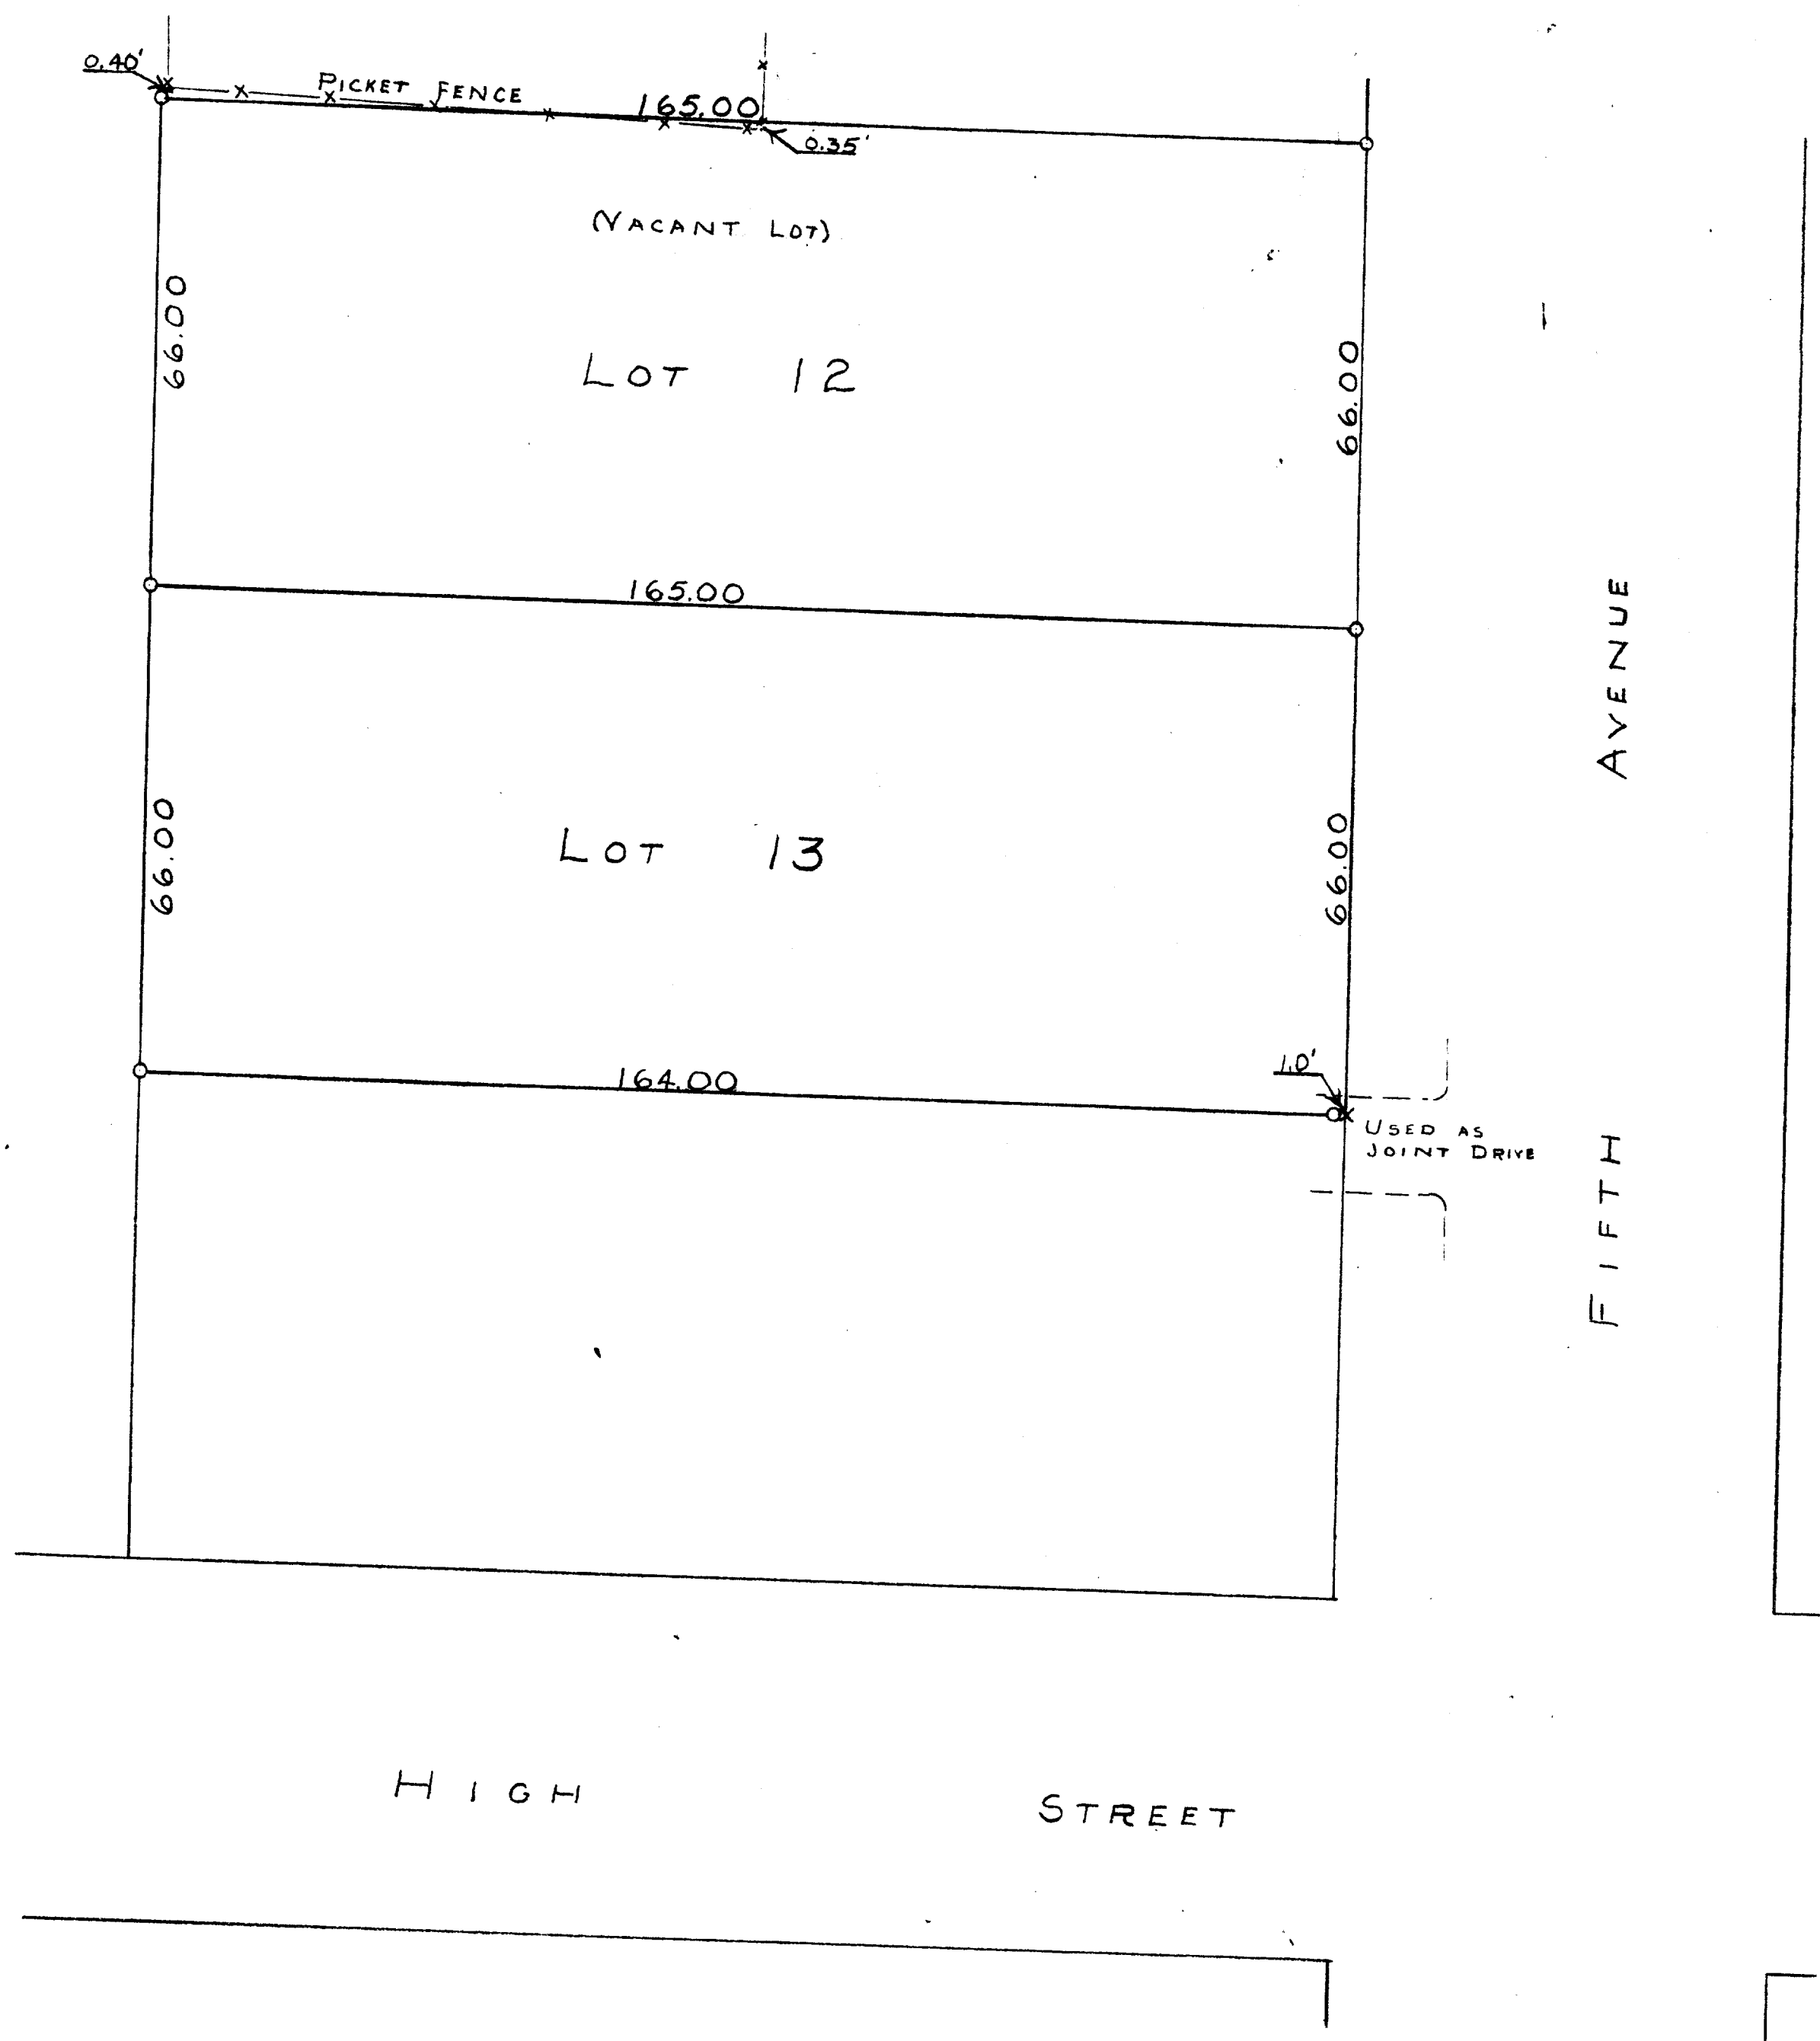 0.40'
PICKET FENCE
165.00
0.35'
(VACANT LOT)
66.00
LOT 12
66.00
165.00
AVENUE
66.00
LOT 13
66.00
164.00
1.0'
USED AS
JOINT DRIVE
FIFTH
HIGH STREET